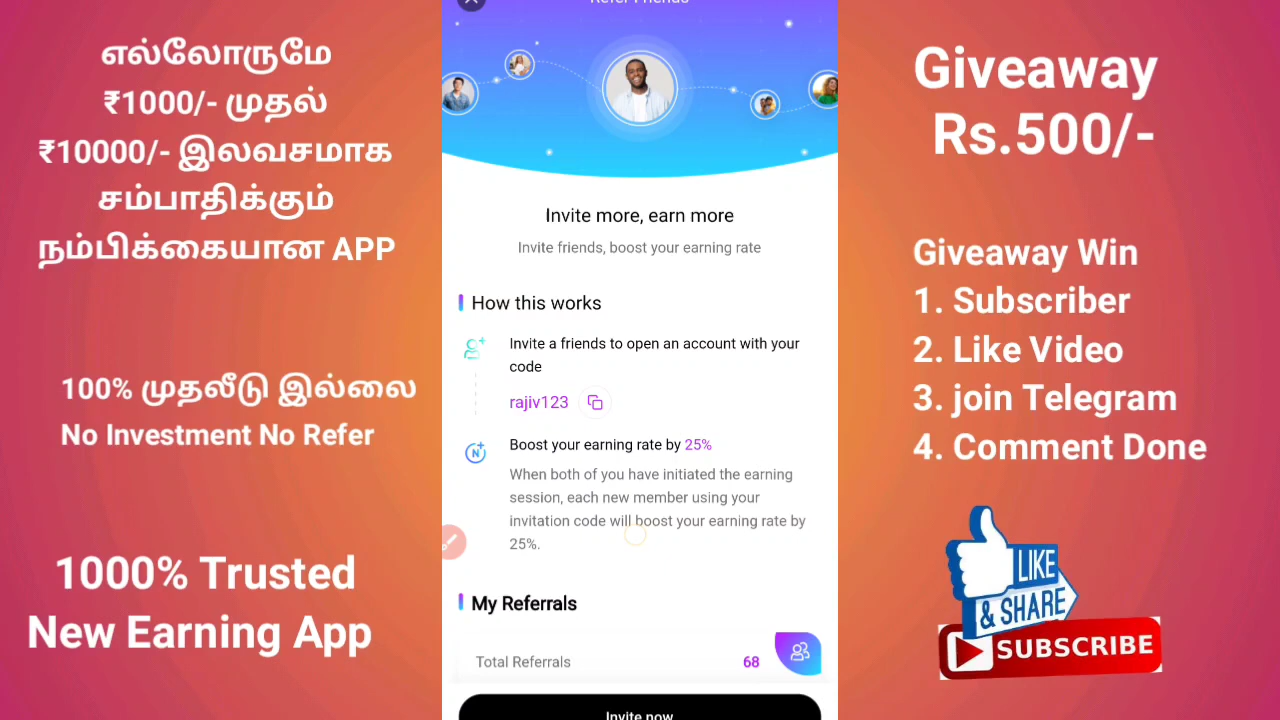 எல்லோருமே
₹1000/- முதல்
₹10000/- இலவசமாக
சம்பாதிக்கும்
நம்பிக்கையான APP
100% முதலீடு இல்லை
No Investment No Refer
1000% Trusted
New Earning App
Refer Friends
Invite more, earn more
Invite friends, boost your earning rate
How this works
Invite a friends to open an account with your
code
rajiv123
N
Boost your earning rate by 25%
When both of you have initiated the earning
session, each new member using your
invitation code will boost your earning rate by
25%.
My Referrals
Total Referrals 68
Invite now
Giveaway
Rs.500/-
Giveaway Win
1. Subscriber
2. Like Video
3. join Telegram
4. Comment Done
LIKE
& SHARE
SUBSCRIBE